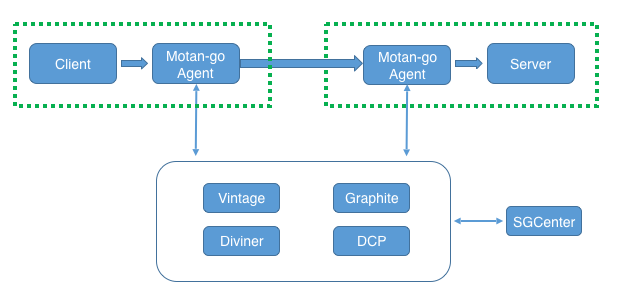 Client
Motan-go
Agent
Motan-go
Agent
Server
Vintage
Graphite
Diviner
DCP
SGCenter